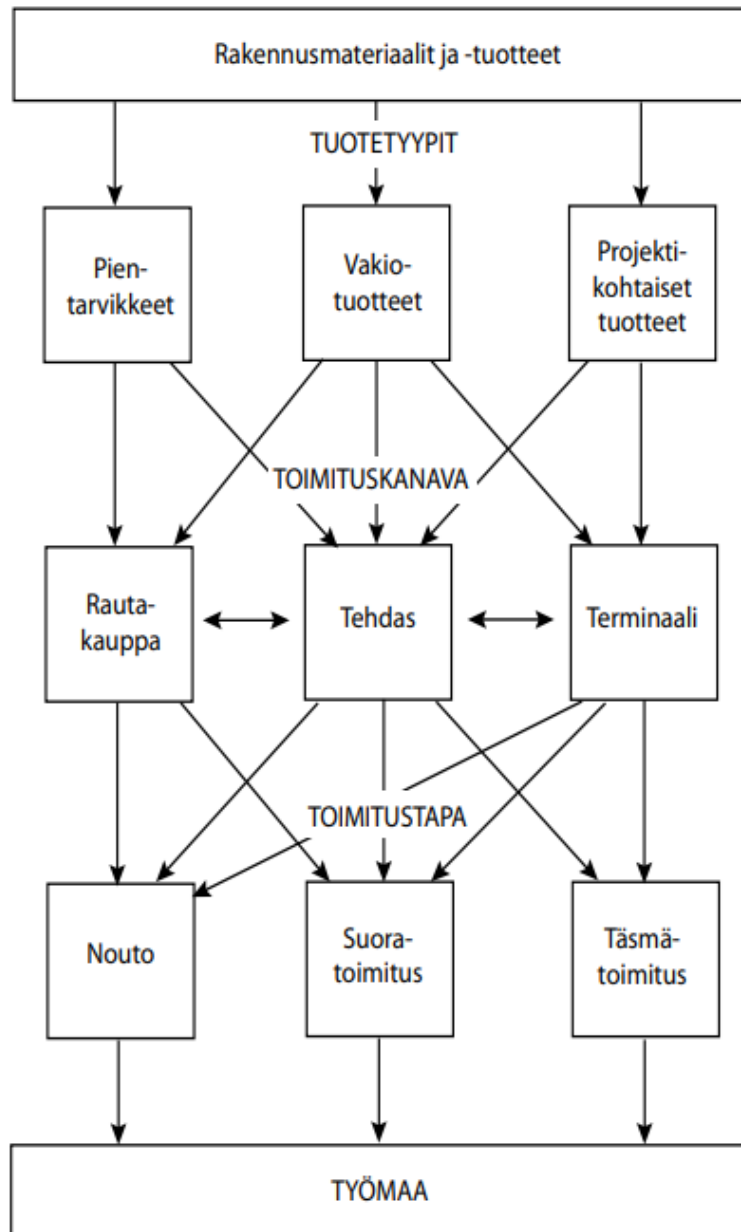 Rakennusmateriaalit ja -tuotteet
TUOTETYYPIT
Pien-
tarvikkeet
Vakio-
tuotteet
Projekti-
kohtaiset
tuotteet
TOIMITUSKANAVA
Rauta-
kauppa
Tehdas
Terminaali
TOIMITUSTAPA
Nouto
Suora-
toimitus
Täsmä-
toimitus
TYÖMAA